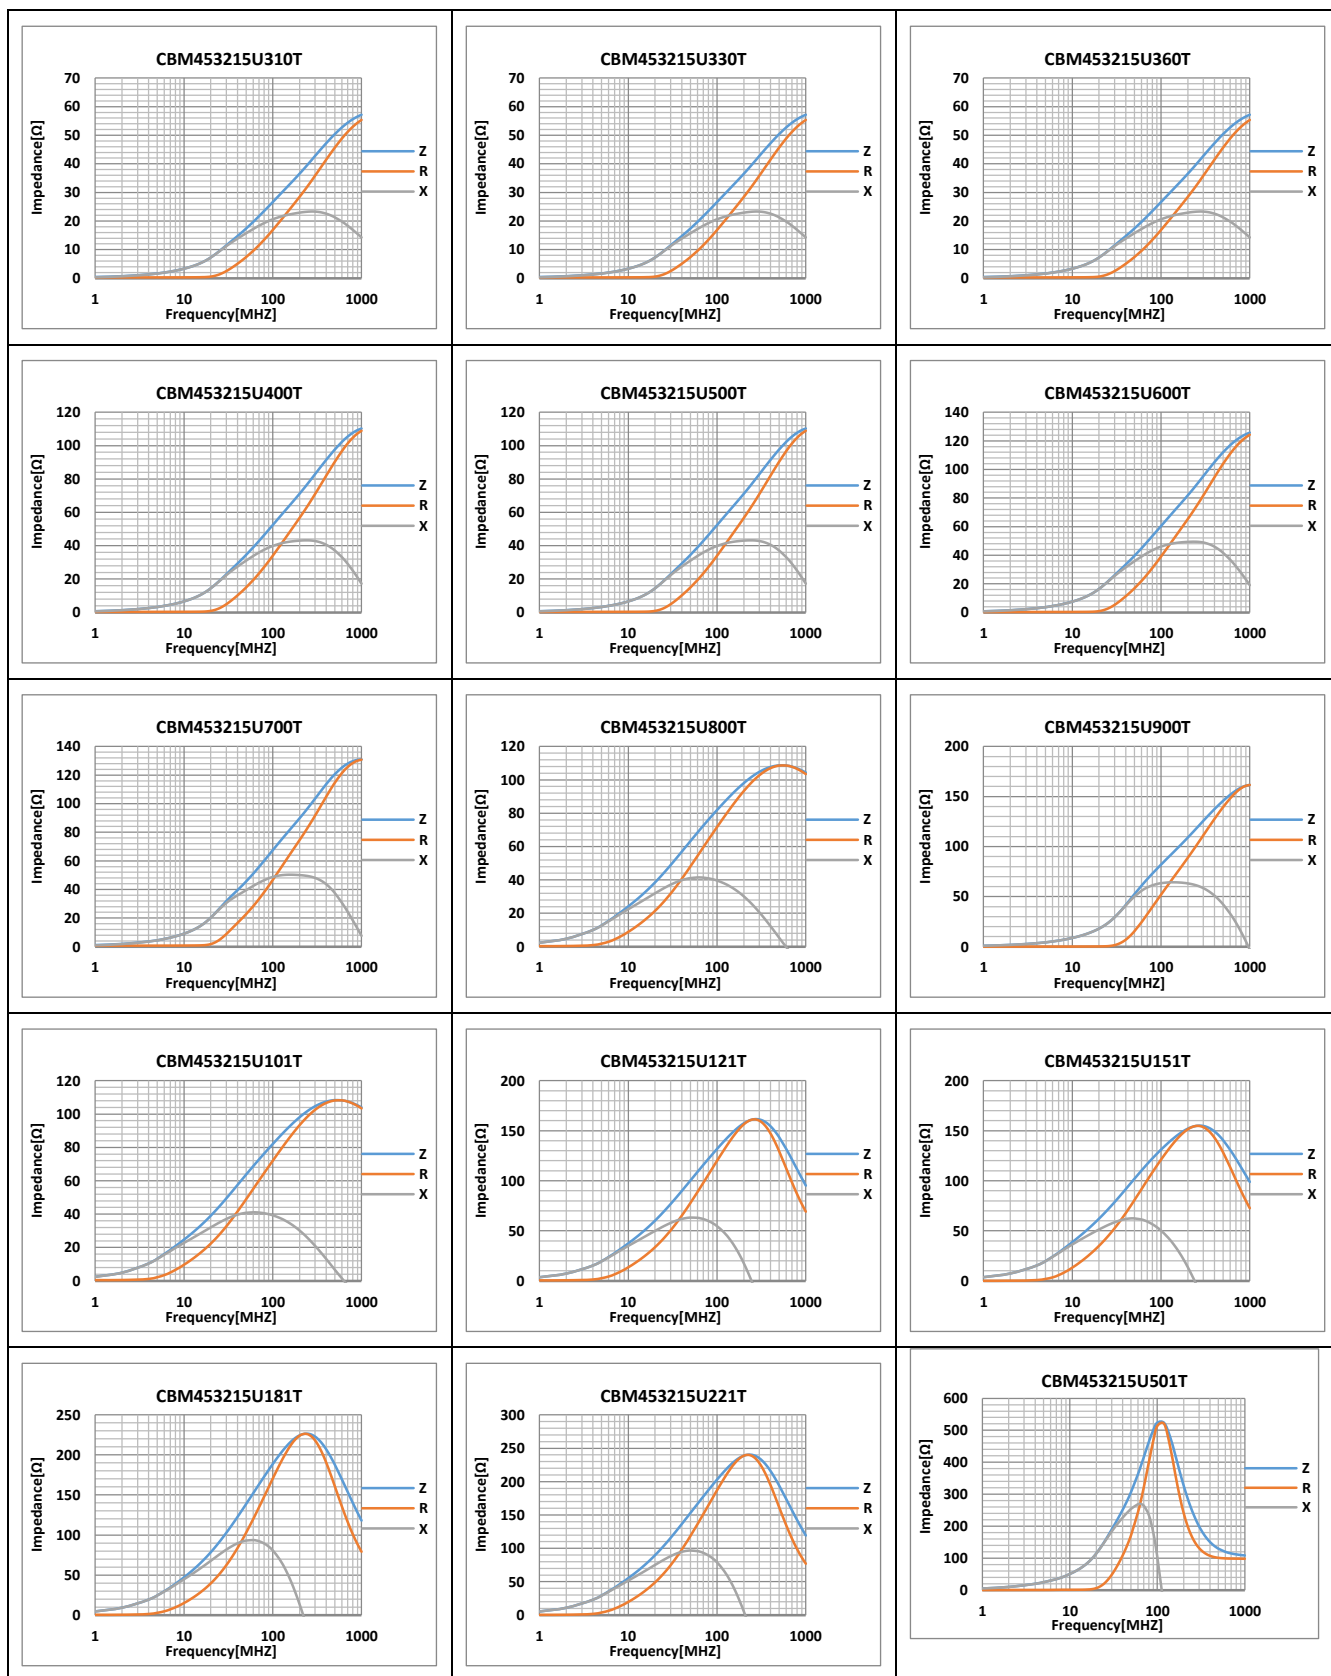 CBM453215U310T
Impedance[Ω]
70
60
50
40
30
20
10
0
1 10 100 1000
Frequency[MHZ]
Z
R
X
CBM453215U330T
Impedance[Ω]
70
60
50
40
30
20
10
0
1 10 100 1000
Frequency[MHZ]
Z
R
X
CBM453215U360T
Impedance[Ω]
70
60
50
40
30
20
10
0
1 10 100 1000
Frequency[MHZ]
Z
R
X
CBM453215U400T
Impedance[Ω]
120
100
80
60
40
20
0
1 10 100 1000
Frequency[MHZ]
Z
R
X
CBM453215U500T
Impedance[Ω]
120
100
80
60
40
20
0
1 10 100 1000
Frequency[MHZ]
Z
R
X
CBM453215U600T
Impedance[Ω]
140
120
100
80
60
40
20
0
1 10 100 1000
Frequency[MHZ]
Z
R
X
CBM453215U700T
Impedance[Ω]
140
120
100
80
60
40
20
0
1 10 100 1000
Frequency[MHZ]
Z
R
X
CBM453215U800T
Impedance[Ω]
120
100
80
60
40
20
0
1 10 100 1000
Frequency[MHZ]
Z
R
X
CBM453215U900T
Impedance[Ω]
200
150
100
50
0
1 10 100 1000
Frequency[MHZ]
Z
R
X
CBM453215U101T
Impedance[Ω]
120
100
80
60
40
20
0
1 10 100 1000
Frequency[MHZ]
Z
R
X
CBM453215U121T
Impedance[Ω]
200
150
100
50
0
1 10 100 1000
Frequency[MHZ]
Z
R
X
CBM453215U151T
Impedance[Ω]
200
150
100
50
0
1 10 100 1000
Frequency[MHZ]
Z
R
X
CBM453215U181T
Impedance[Ω]
250
200
150
100
50
0
1 10 100 1000
Frequency[MHZ]
Z
R
X
CBM453215U221T
Impedance[Ω]
300
250
200
150
100
50
0
1 10 100 1000
Frequency[MHZ]
Z
R
X
CBM453215U501T
Impedance[Ω]
600
500
400
300
200
100
0
1 10 100 1000
Frequency[MHZ]
Z
R
X